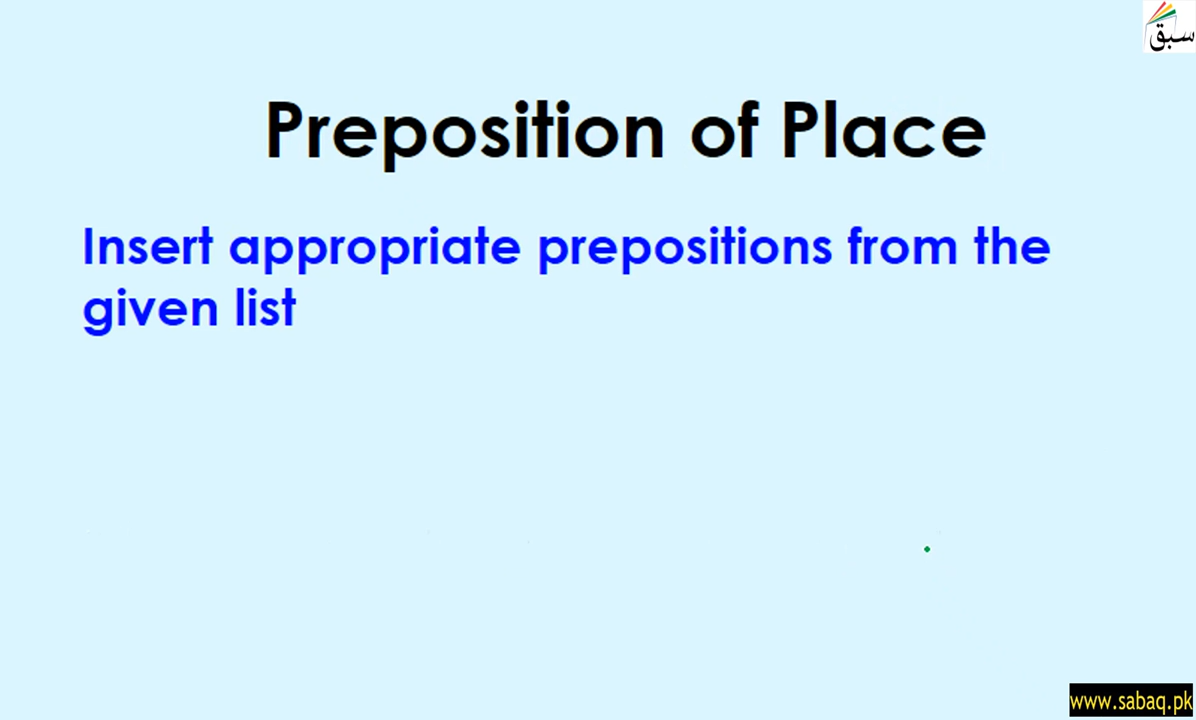 سبق
Preposition of Place
Insert appropriate prepositions from the
given list
www.sabaq.pk